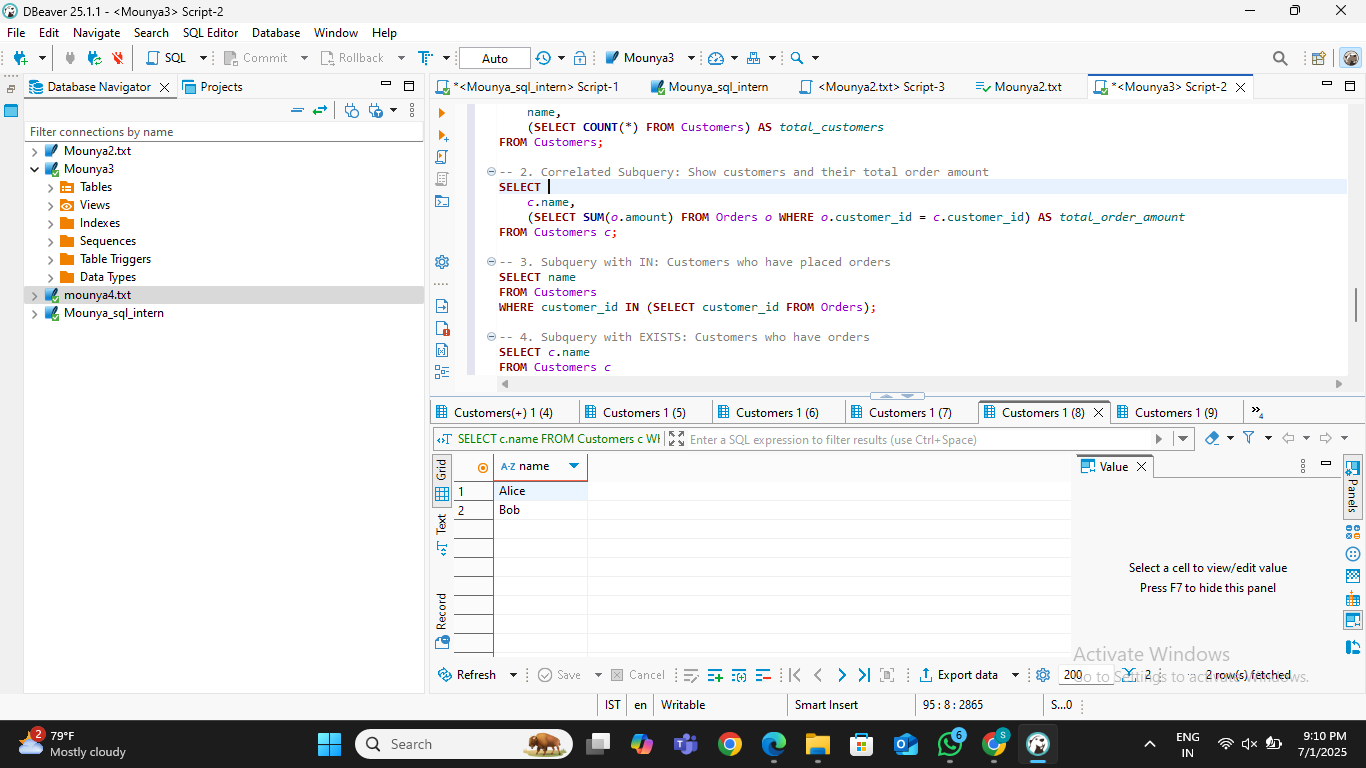 DBeaver 25.1.1 - <Mounya3> Script-2
File Edit Navigate Search SQL Editor Database Window Help
SQL Commit Rollback Auto Mounya3
Database Navigator Projects
*<Mounya_sql_intern> Script-1 Mounya_sql_intern <Mounya2.txt> Script-3 Mounya2.txt *<Mounya3> Script-2
Filter connections by name
Mounya2.txt
Mounya3
Tables
Views
Indexes
Sequences
Table Triggers
Data Types
mounya4.txt
Mounya_sql_intern
name,
(SELECT COUNT(*) FROM Customers) AS total_customers
FROM Customers;
-- 2. Correlated Subquery: Show customers and their total order amount
SELECT
c.name,
(SELECT SUM(o.amount) FROM Orders o WHERE o.customer_id = c.customer_id) AS total_order_amount
FROM Customers c;
-- 3. Subquery with IN: Customers who have placed orders
SELECT name
FROM Customers
WHERE customer_id IN (SELECT customer_id FROM Orders);
-- 4. Subquery with EXISTS: Customers who have orders
SELECT c.name
FROM Customers c
Customers(+) 1 (4) Customers 1 (5) Customers 1 (6) Customers 1 (7) Customers 1 (8) Customers 1 (9) »4
SELECT c.name FROM Customers c Wh Enter a SQL expression to filter results (use Ctrl+Space)
Grid
Text
Record
A-Z name
1 Alice
2 Bob
Value
Panels
Select a cell to view/edit value
Press F7 to hide this panel
Activate Windows
Go to Settings to activate Windows.
Refresh Save Cancel Export data 200 2 2 row(s) fetched
IST en Writable Smart Insert 95 : 8 : 2865 S...0
2
79°F
Mostly cloudy
Search
6
S
ENG
IN
9:10 PM
7/1/2025